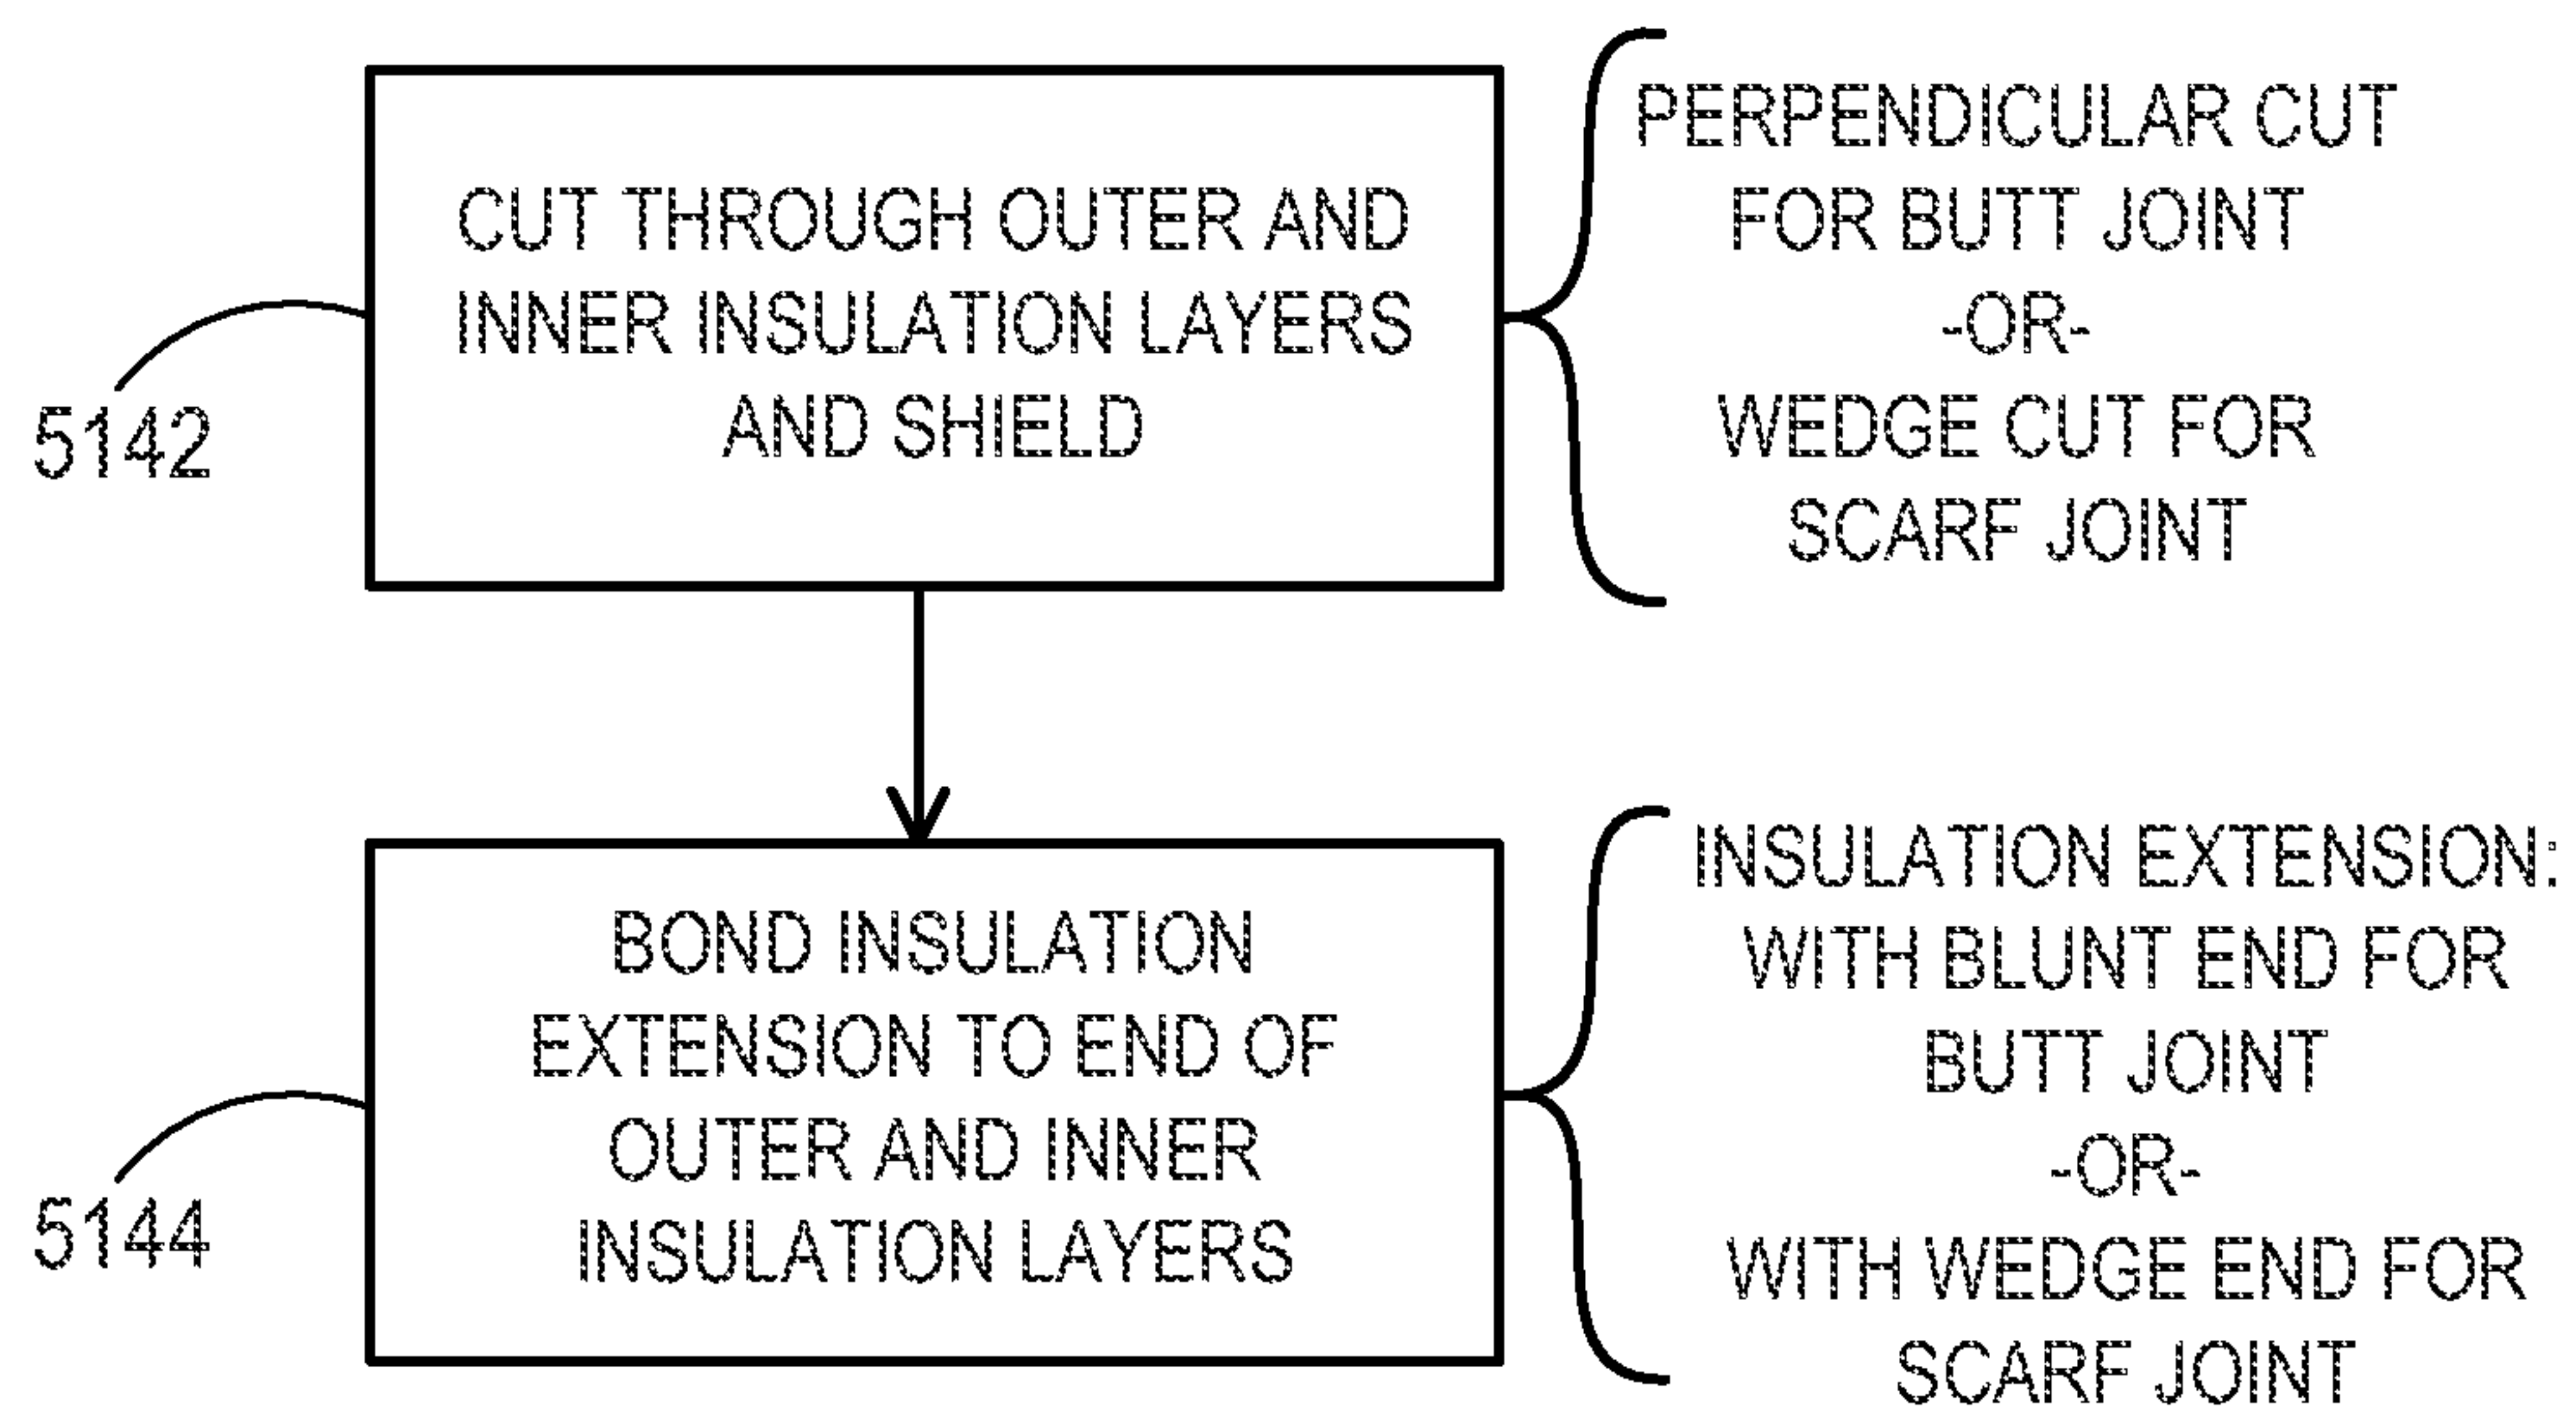 CUT THROUGH OUTER AND
INNER INSULATION LAYERS
AND SHIELD
5142
PERPENDICULAR CUT
FOR BUTT JOINT
-OR-
WEDGE CUT FOR
SCARF JOINT
BOND INSULATION
EXTENSION TO END OF
OUTER AND INNER
INSULATION LAYERS
5144
INSULATION EXTENSION:
WITH BLUNT END FOR
BUTT JOINT
-OR-
WITH WEDGE END FOR
SCARF JOINT